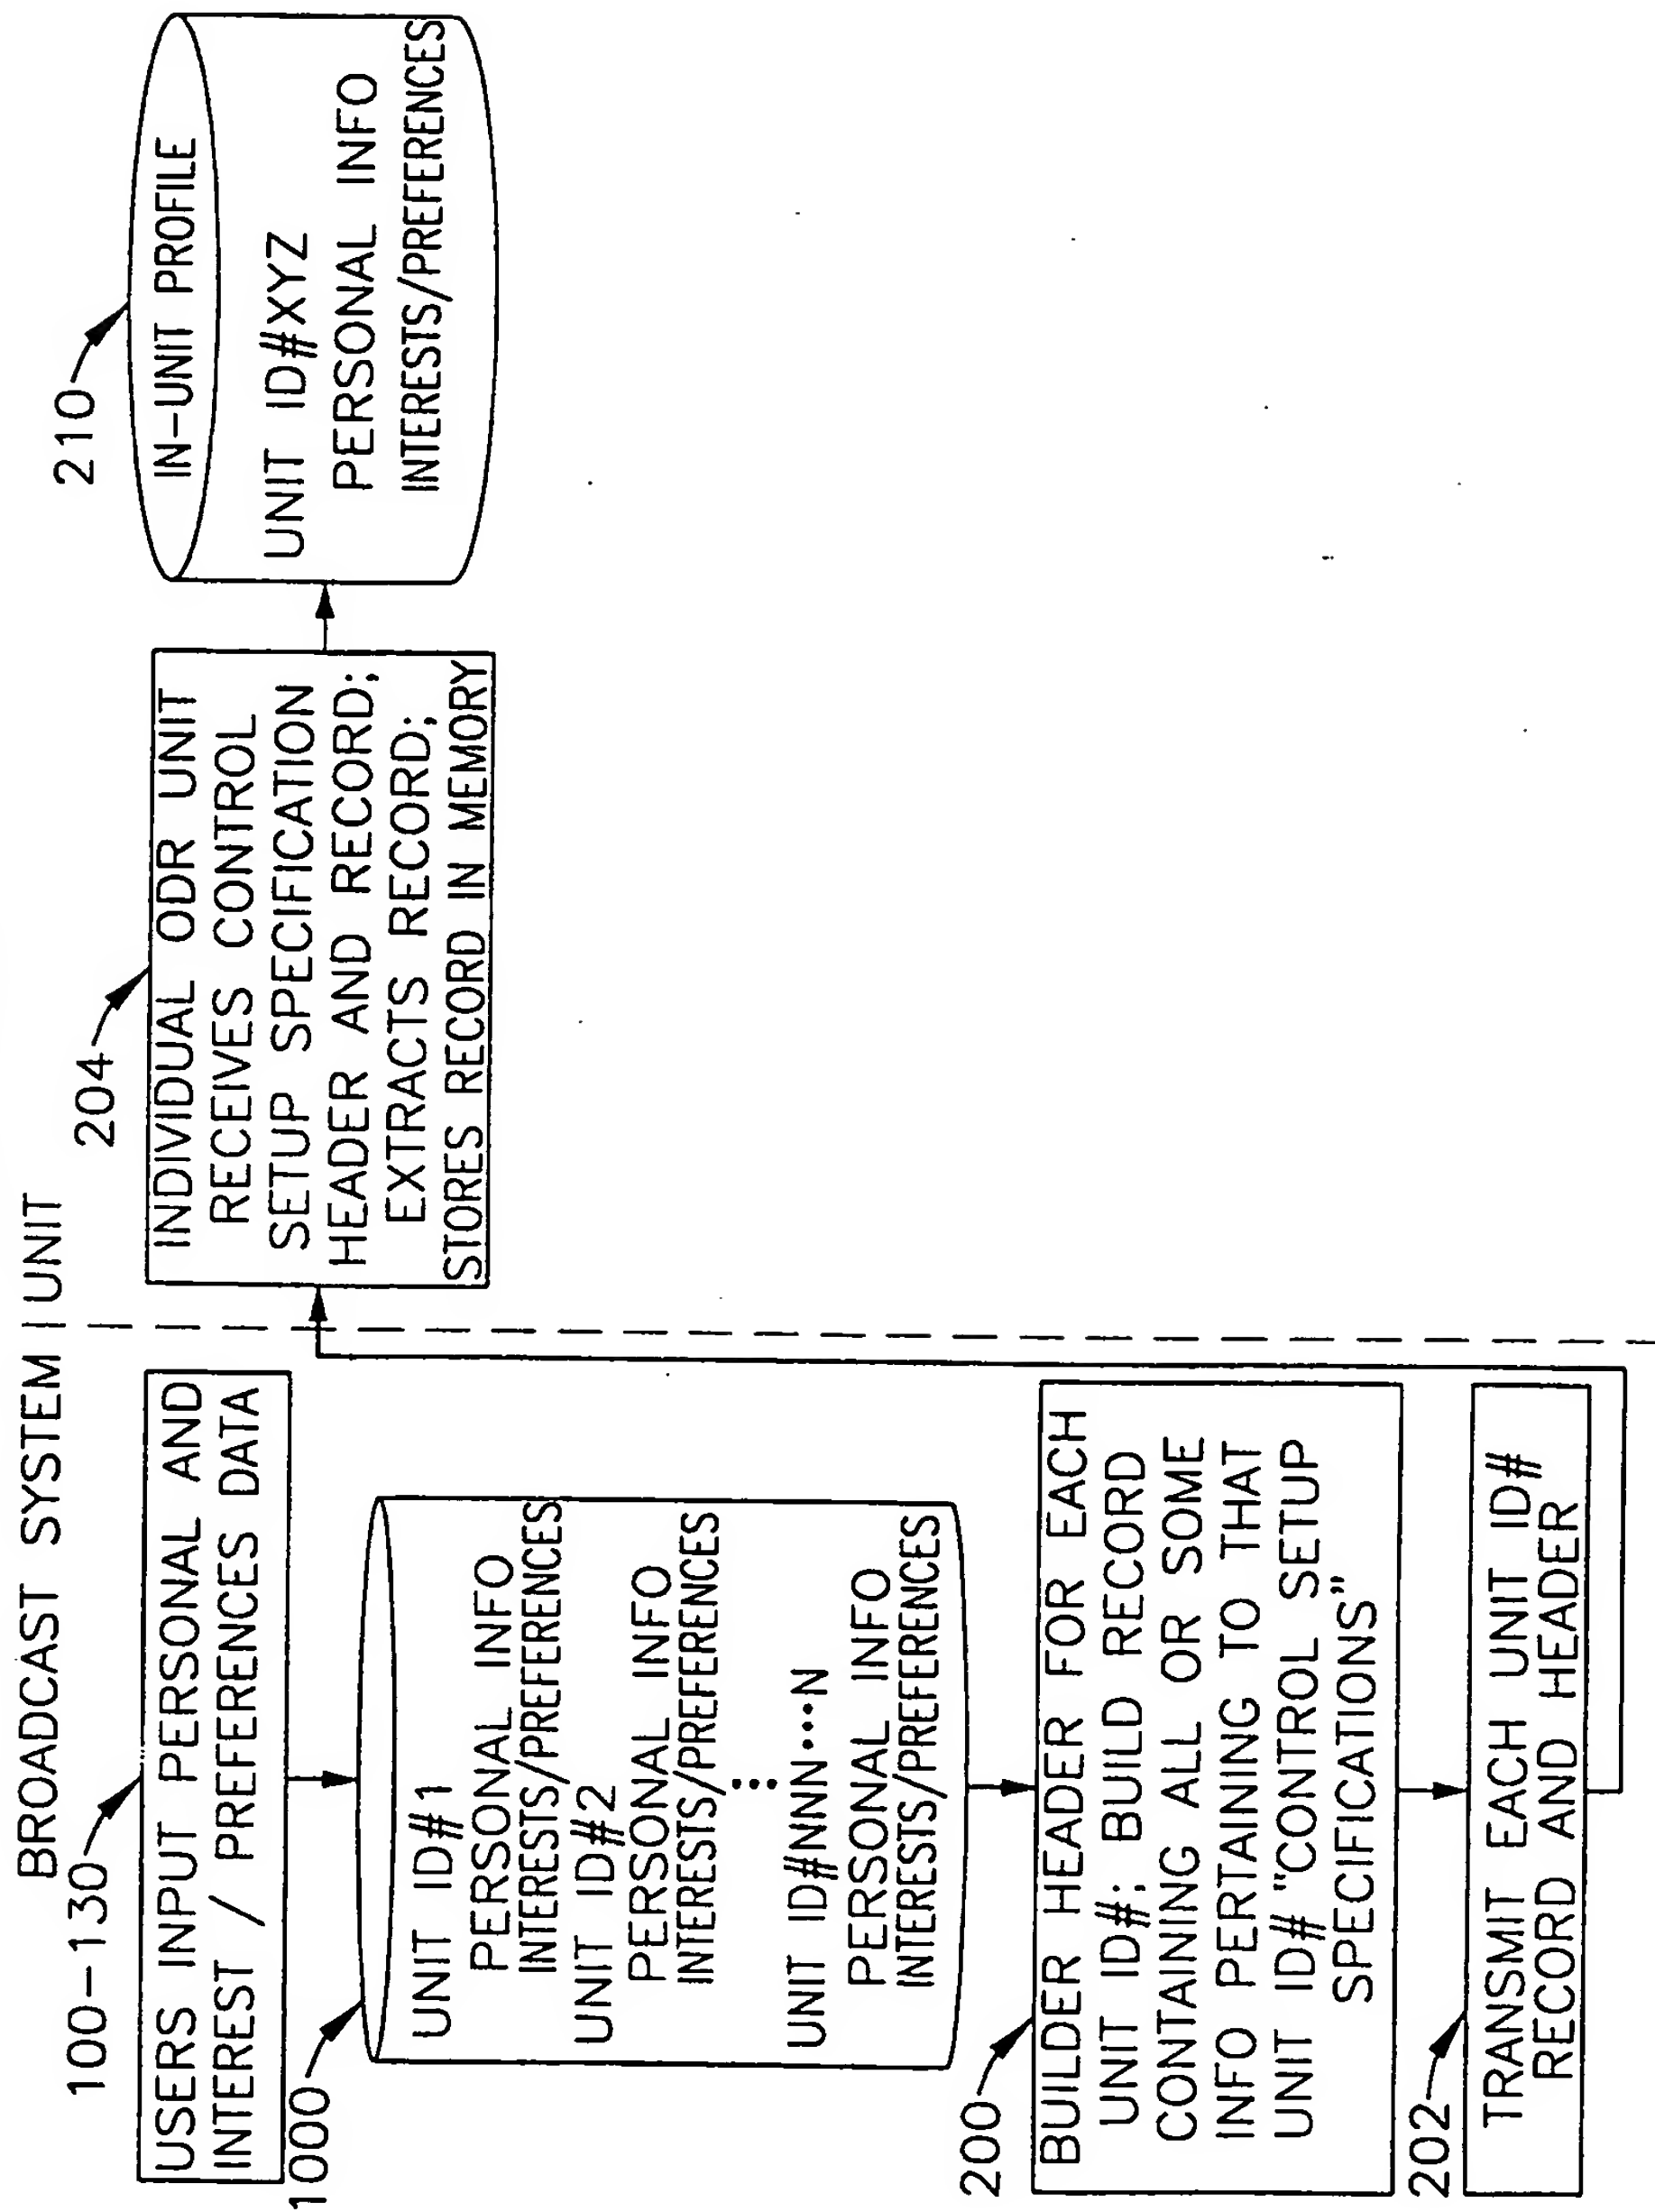 BROADCAST SYSTEM | UNIT
100-130
USERS INPUT PERSONAL AND
INTEREST / PREFERENCES DATA
1000
UNIT ID#1
PERSONAL INFO
INTERESTS/PREFERENCES
UNIT ID#2
PERSONAL INFO
INTERESTS/PREFERENCES
•••
UNIT ID#NNN•••N
PERSONAL INFO
INTERESTS/PREFERENCES
200
BUILDER HEADER FOR EACH
UNIT ID#; BUILD RECORD
CONTAINING ALL OR SOME
INFO PERTAINING TO THAT
UNIT ID# "CONTROL SETUP
SPECIFICATIONS"
202
TRANSMIT EACH UNIT ID#
RECORD AND HEADER
204
INDIVIDUAL ODR UNIT
RECEIVES CONTROL
SETUP SPECIFICATION
HEADER AND RECORD;
EXTRACTS RECORD;
STORES RECORD IN MEMORY
210
IN-UNIT PROFILE
UNIT ID#XYZ
PERSONAL INFO
INTERESTS/PREFERENCES